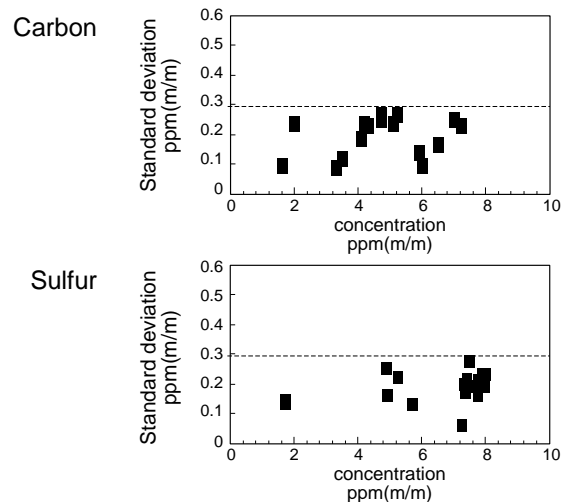 Carbon
Standard deviation
ppm(m/m)
0.6
0.5
0.4
0.3
0.2
0.1
0
0 2 4 6 8 10
concentration
ppm(m/m)
Sulfur
Standard deviation
ppm(m/m)
0.6
0.5
0.4
0.3
0.2
0.1
0
0 2 4 6 8 10
concentration
ppm(m/m)